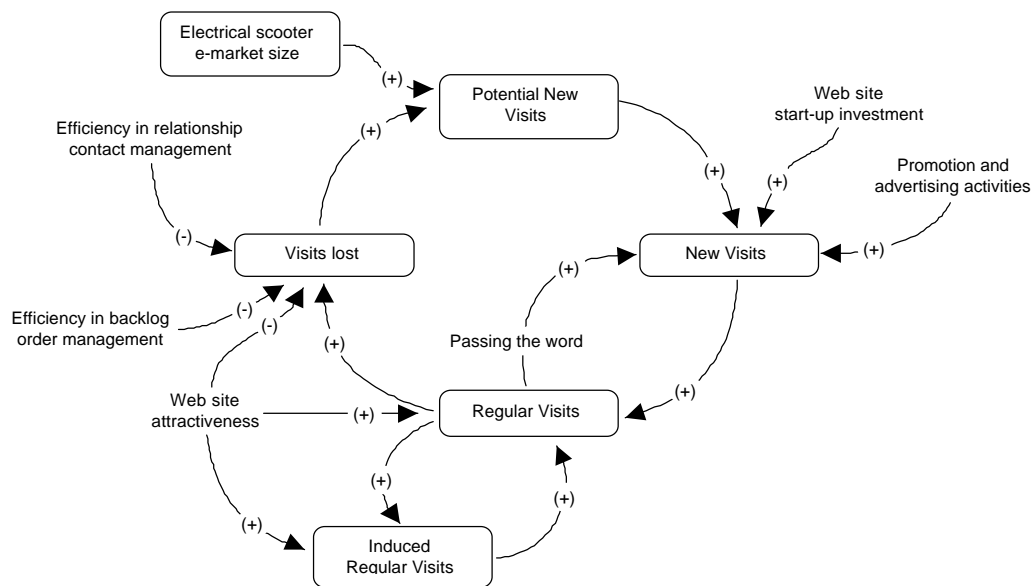 Electrical scooter
e-market size
(+)
Potential New
Visits
Web site
start-up investment
Efficiency in relationship
contact management
(+)
(+)
(+)
Promotion and
advertising activities
(-)
Visits lost
New Visits
(+)
(+)
Efficiency in backlog
order management
(-)
(-)
Passing the word
(+)
Web site
attractiveness
(+)
Regular Visits
(+)
(+)
(+)
(+)
Induced
Regular Visits